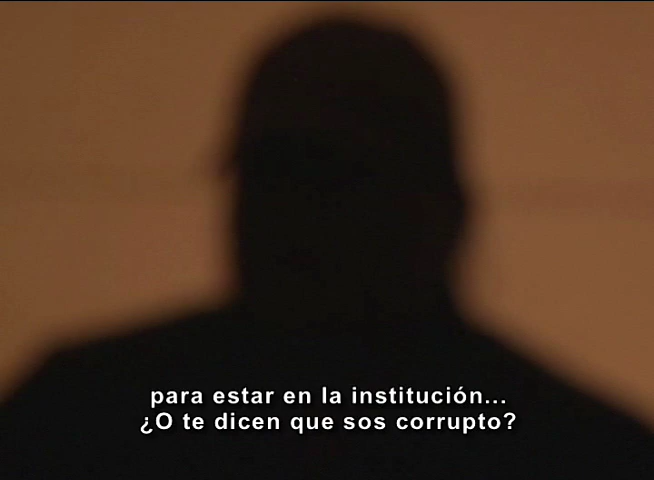 para estar en la institución...
¿O te dicen que sos corrupto?